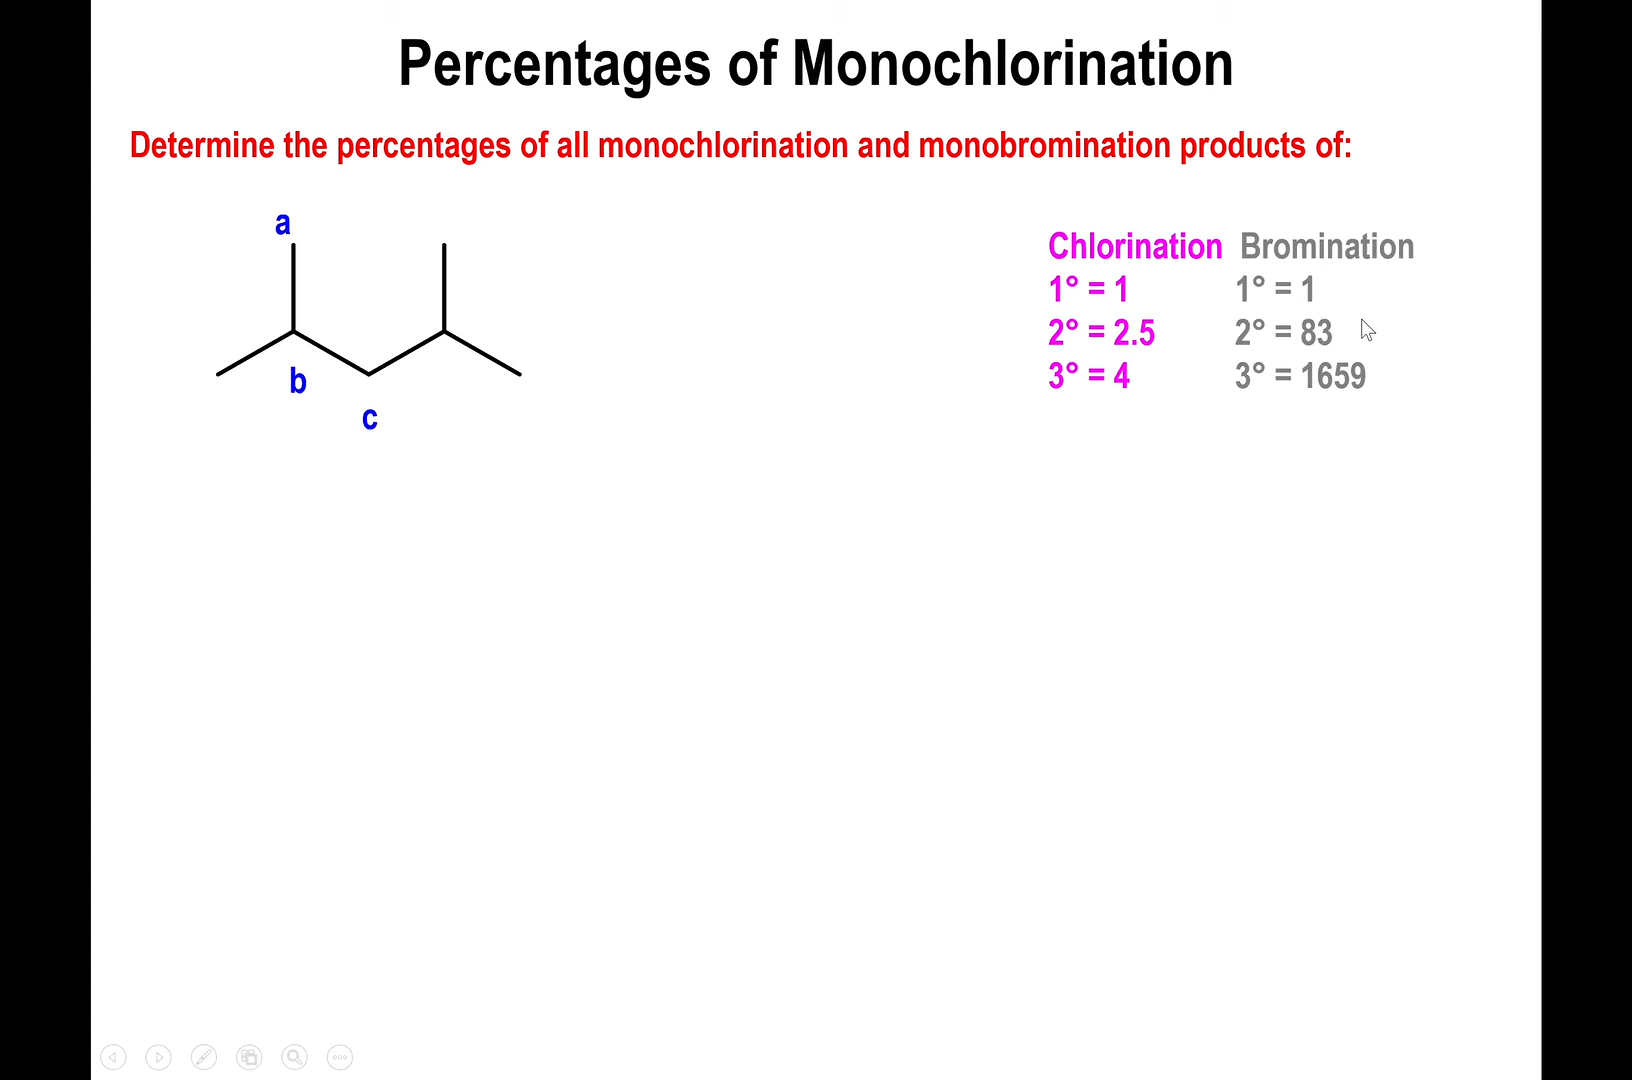 Percentages of Monochlorination
Determine the percentages of all monochlorination and monobromination products of:
a
b
c
Chlorination Bromination
1° = 1 1° = 1
2° = 2.5 2° = 83
3° = 4 3° = 1659